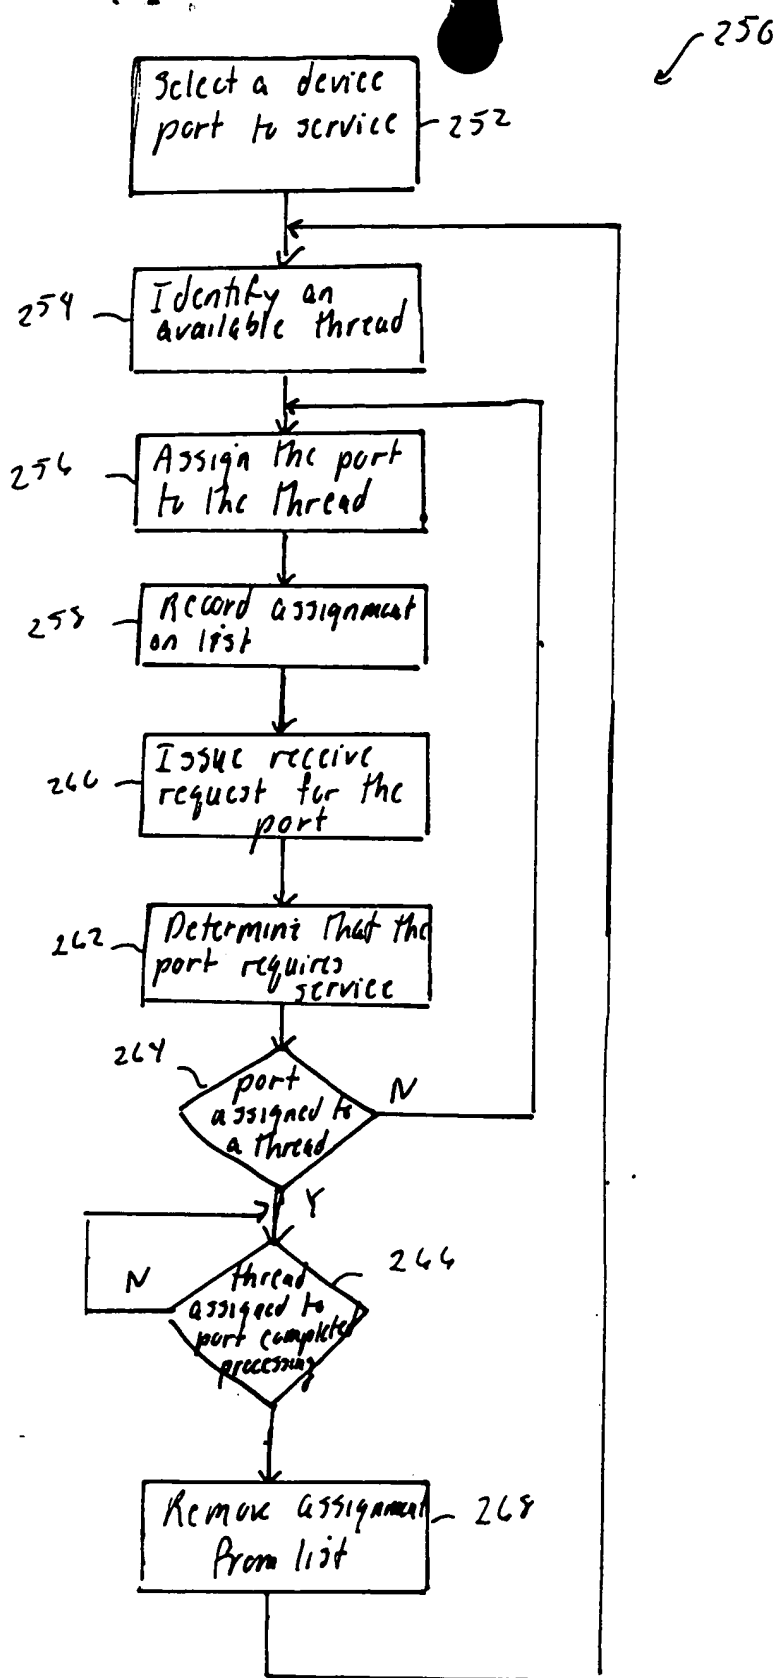 250
Select a device
port to service
252
254
Identify an
available thread
256
Assign the port
to the thread
258
Record assignment
on list
260
Issue receive
request for the
port
262
Determine that the
port requires
service
264
port
assigned to
a thread
N
Y
266
thread
assigned to
port completed
processing
N
Remove assignment
from list
268